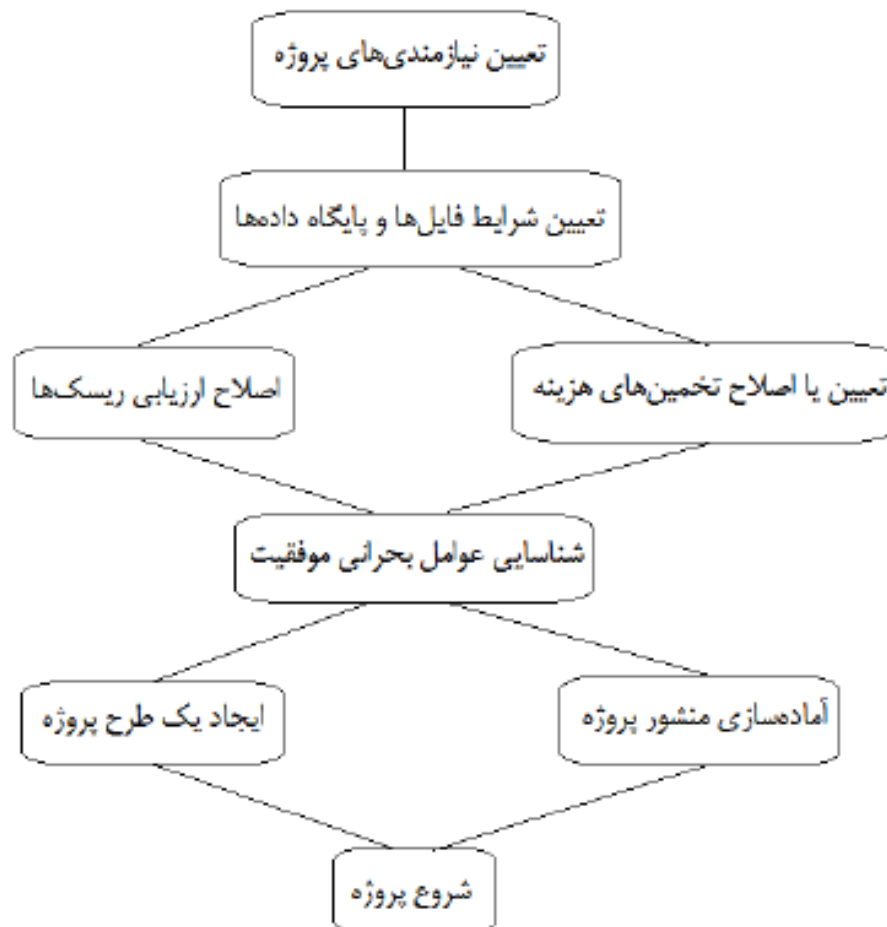 تعیین نیازمندی‌های پروژه
تعیین شرایط فایل‌ها و پایگاه داده‌ها
تعیین یا اصلاح تخمین‌های هزینه
اصلاح ارزیابی ریسک‌ها
شناسایی عوامل بحرانی موفقیت
آماده‌سازی منشور پروژه
ایجاد یک طرح پروژه
شروع پروژه